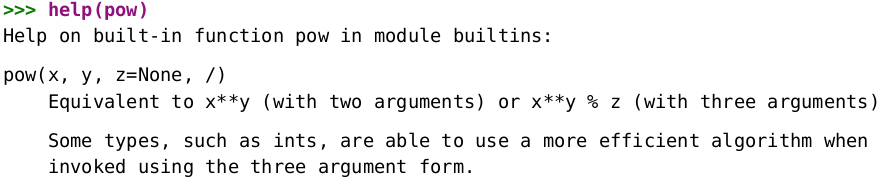 >>> help(pow)
Help on built-in function pow in module builtins:
pow(x, y, z=None, /)
Equivalent to x**y (with two arguments) or x**y % z (with three arguments)
Some types, such as ints, are able to use a more efficient algorithm when
invoked using the three argument form.